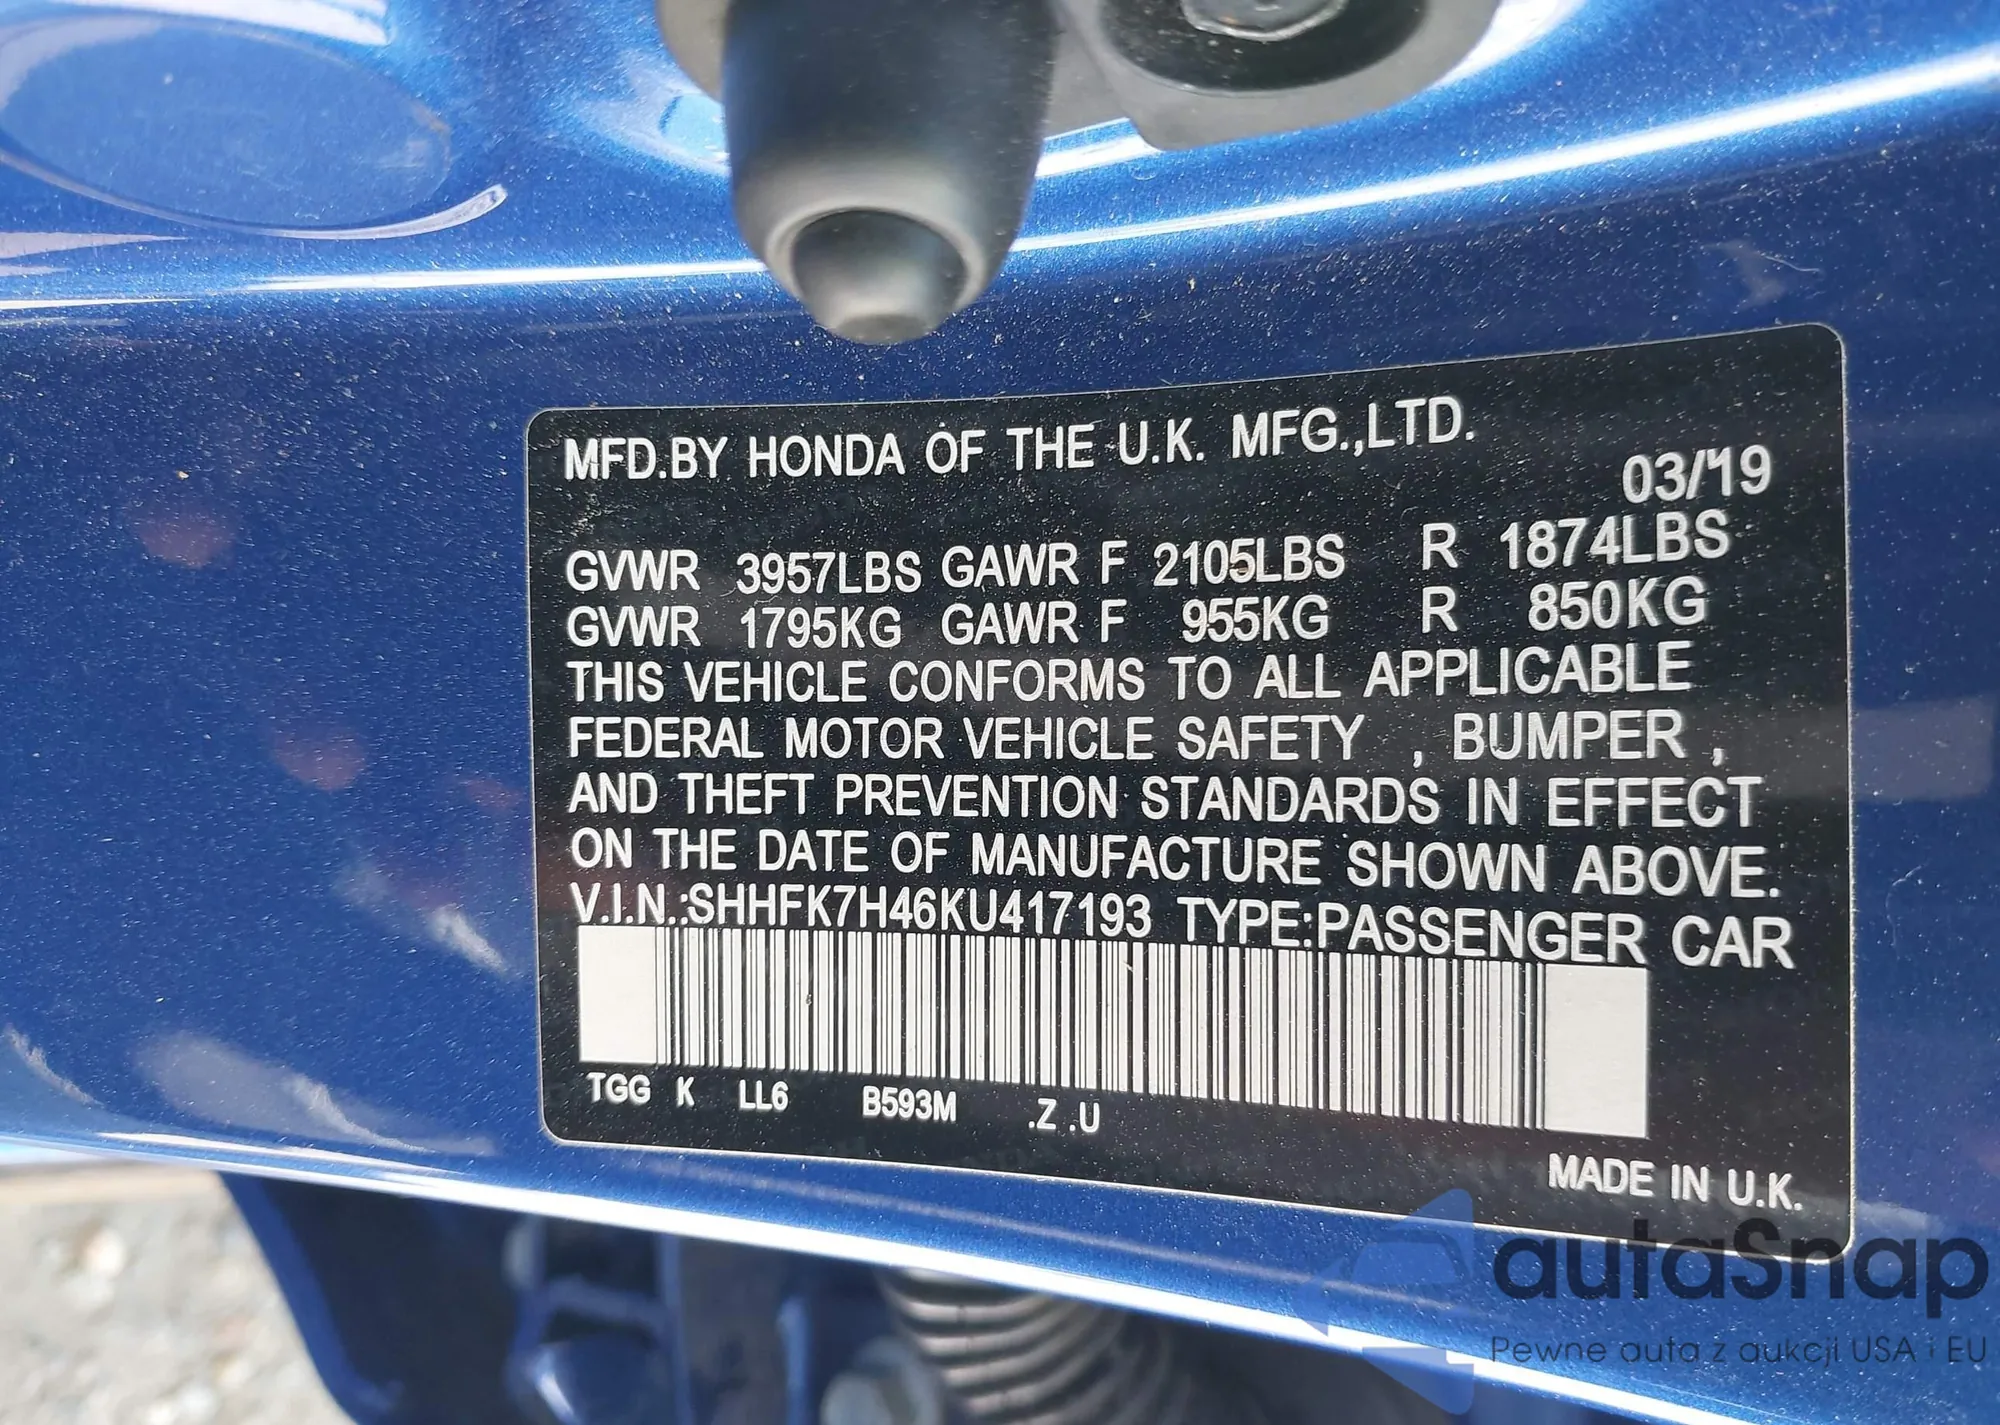 MFD.BY HONDA OF THE U.K. MFG.,LTD.
03/19
GVWR 3957LBS GAWR F 2105LBS R 1874LBS
GVWR 1795KG GAWR F 955KG R 850KG
THIS VEHICLE CONFORMS TO ALL APPLICABLE
FEDERAL MOTOR VEHICLE SAFETY , BUMPER ,
AND THEFT PREVENTION STANDARDS IN EFFECT
ON THE DATE OF MANUFACTURE SHOWN ABOVE.
V.I.N.:SHHFK7H46KU417193 TYPE:PASSENGER CAR
TGG K LL6 B593M .Z .U
MADE IN U.K.
autaSnap
Pewne auta z aukcji USA i EU